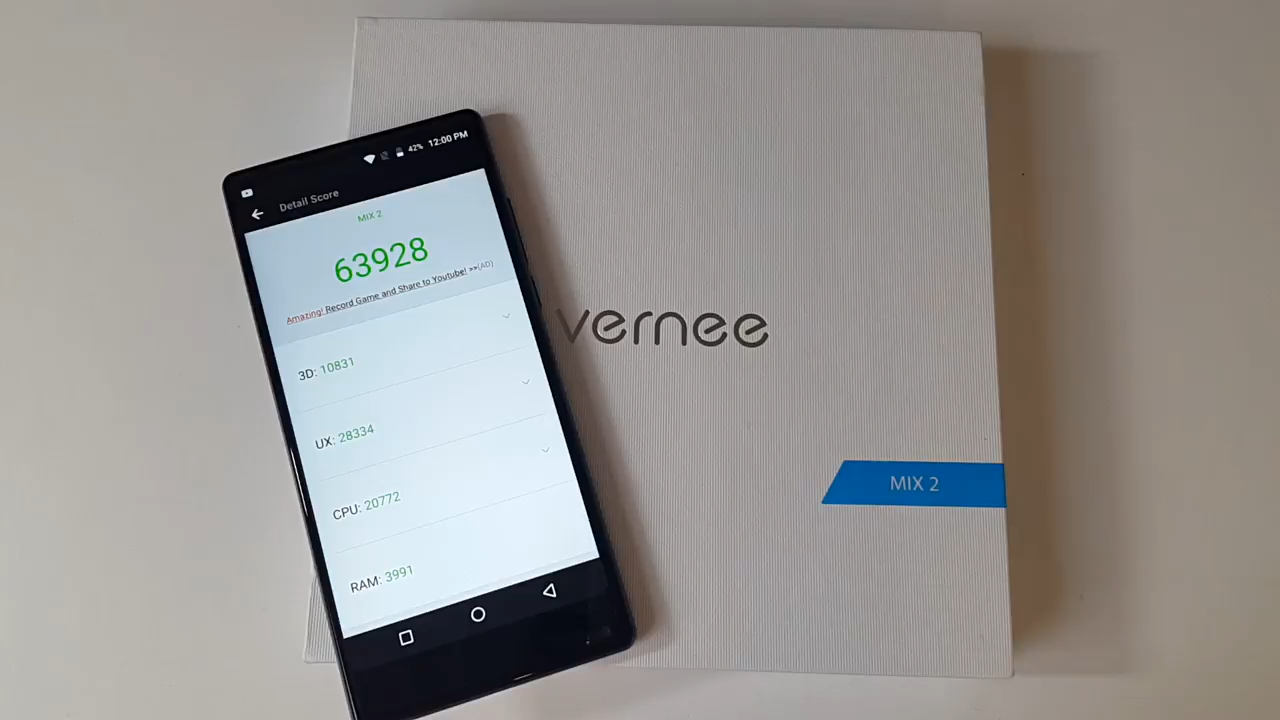 42% 12:00 PM
Detail Score
MIX 2
63928
Amazing! Record Game and Share to Youtube! >>(AD)
3D: 10831
UX: 28334
CPU: 20772
RAM: 3991
vernee
MIX 2